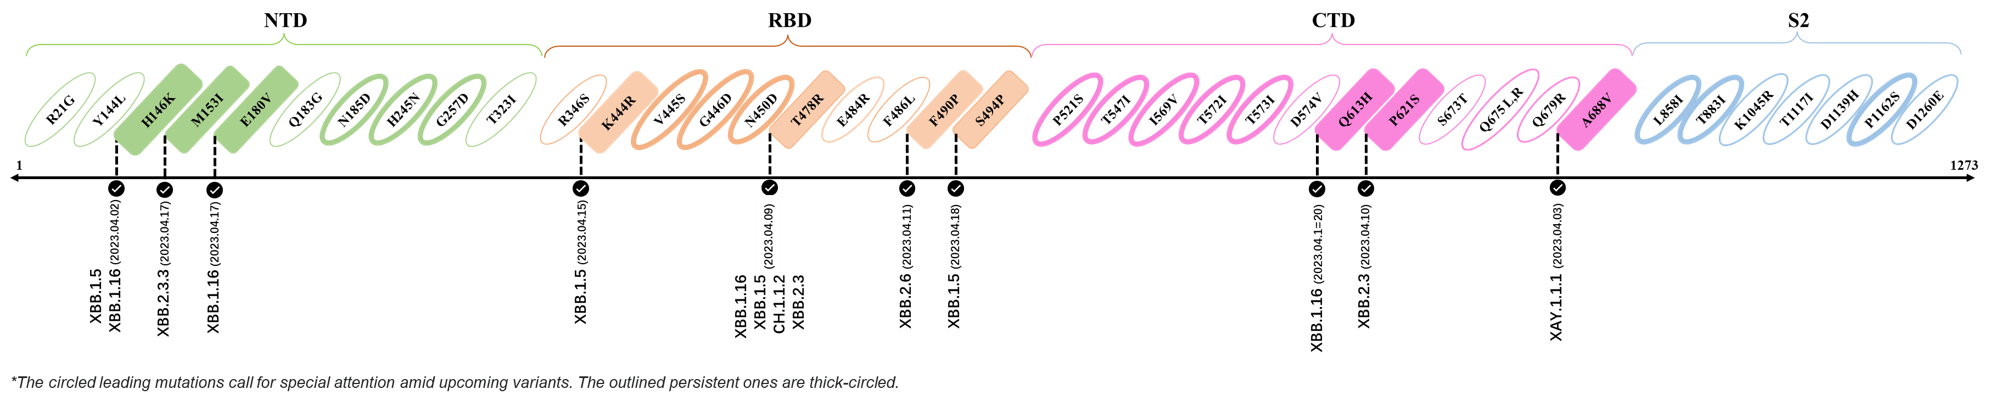 NTD
RBD
CTD
S2
R21G
Y144L
H146K
M153I
E180V
Q183G
N185D
H245N
G257D
T323I
R346S
K444R
V445S
G446D
N450D
T478R
E484R
F486L
F490P
S494P
P521S
T547I
I569V
T572I
T573I
D574V
Q613H
P621S
S673T
Q675 L,R
Q679R
A688V
L858I
T883I
K1045R
T1117I
D1139H
P1162S
D1260E
1
1273
XBB.1.5
XBB.1.16 (2023.04.02)
XBB.2.3.3 (2023.04.17)
XBB.1.16 (2023.04.17)
XBB.1.5 (2023.04.15)
XBB.1.16
XBB.1.5 (2023.04.09)
CH.1.1.2
XBB.2.3
XBB.2.6 (2023.04.11)
XBB.1.5 (2023.04.18)
XBB.1.16 (2023.04.1=20)
XBB.2.3 (2023.04.10)
XAY.1.1.1 (2023.04.03)
*The circled leading mutations call for special attention amid upcoming variants. The outlined persistent ones are thick-circled.